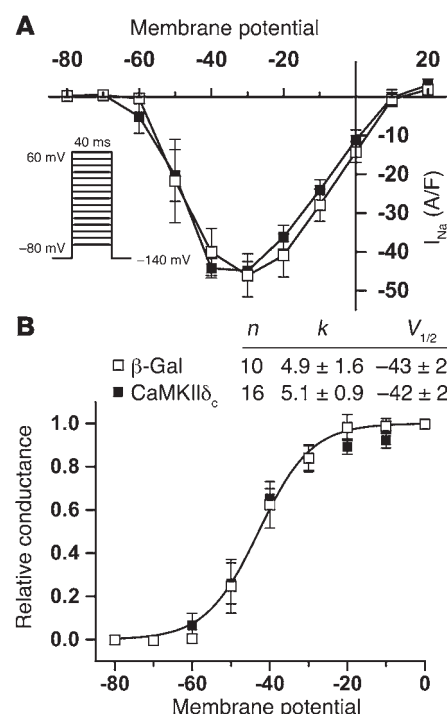 A
Membrane potential
-80 -60 -40 -20 20
40 ms
60 mV
−80 mV
−140 mV
-10
-20
-30
-40
-50
I_Na (A/F)
B
n k V_1/2
β-Gal 10 4.9 ± 1.6 −43 ± 2
CaMKIIδ_c 16 5.1 ± 0.9 −42 ± 2
Relative conductance
1.0
0.8
0.6
0.4
0.2
0.0
-80 -60 -40 -20 0
Membrane potential